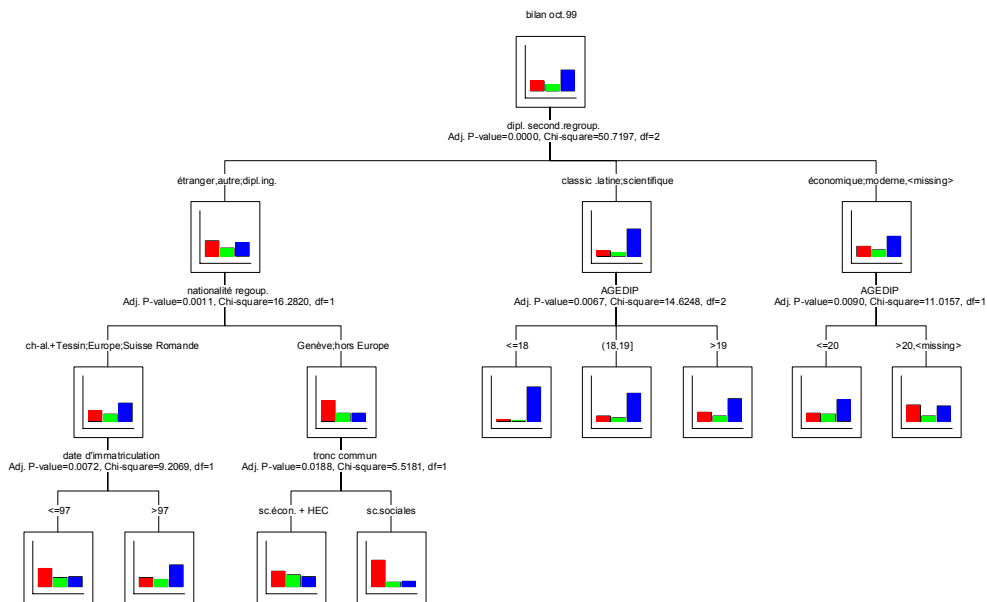 bilan oct.99
dipl. second.regroup.
Adj. P-value=0.0000, Chi-square=50.7197, df=2
étranger,autre;dipl.ing.
classic .latine;scientifique
économique;moderne,<missing>
nationalité regoup.
Adj. P-value=0.0011, Chi-square=16.2820, df=1
AGEDIP
Adj. P-value=0.0067, Chi-square=14.6248, df=2
AGEDIP
Adj. P-value=0.0090, Chi-square=11.0157, df=1
ch-al.+Tessin;Europe;Suisse Romande
Genève;hors Europe
<=18
(18,19]
>19
<=20
>20,<missing>
date d'immatriculation
Adj. P-value=0.0072, Chi-square=9.2069, df=1
tronc commun
Adj. P-value=0.0188, Chi-square=5.5181, df=1
<=97
>97
sc.écon. + HEC
sc.sociales